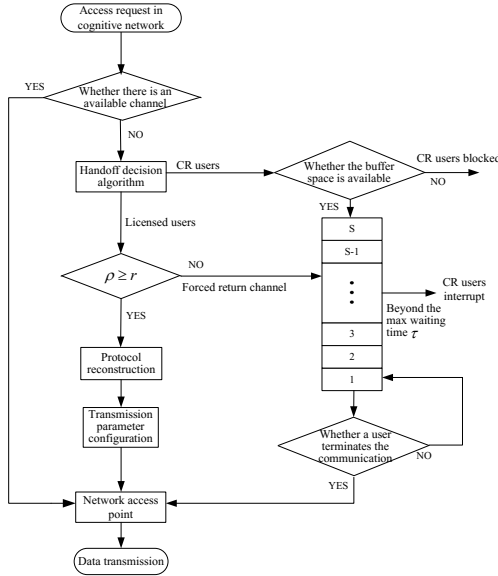 Access request in
cognitive network
YES
Whether there is an
available channel
NO
Handoff decision
algorithm
CR users
Whether the buffer
space is available
CR users blocked
NO
YES
Licensed users
S
S-1
ρ ≥ r
NO
Forced return channel
CR users
interrupt
Beyond the
max waiting
time τ
YES
3
2
1
Protocol
reconstruction
Transmission
parameter
configuration
Whether a user
terminates the
communication
NO
YES
Network access
point
Data transmission